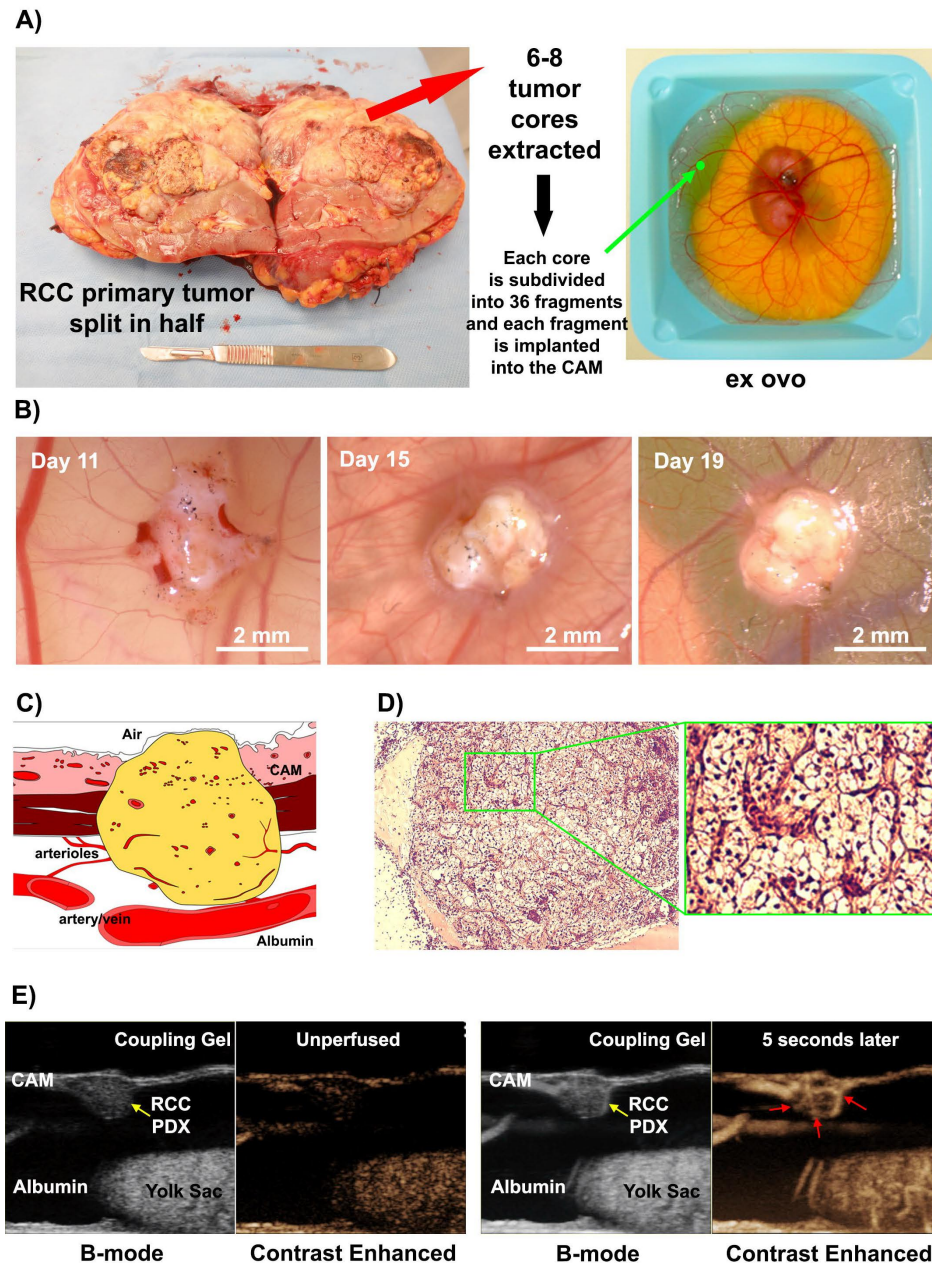 A)
6-8
tumor
cores
extracted
Each core
is subdivided
into 36 fragments
and each fragment
is implanted
into the CAM
RCC primary tumor
split in half
ex ovo
B)
Day 11
2 mm
Day 15
2 mm
Day 19
2 mm
C)
Air
CAM
arterioles
artery/vein
Albumin
D)
E)
Coupling Gel
CAM
RCC
PDX
Albumin
Yolk Sac
B-mode
Unperfused
Contrast Enhanced
Coupling Gel
CAM
RCC
PDX
Albumin
Yolk Sac
B-mode
5 seconds later
Contrast Enhanced